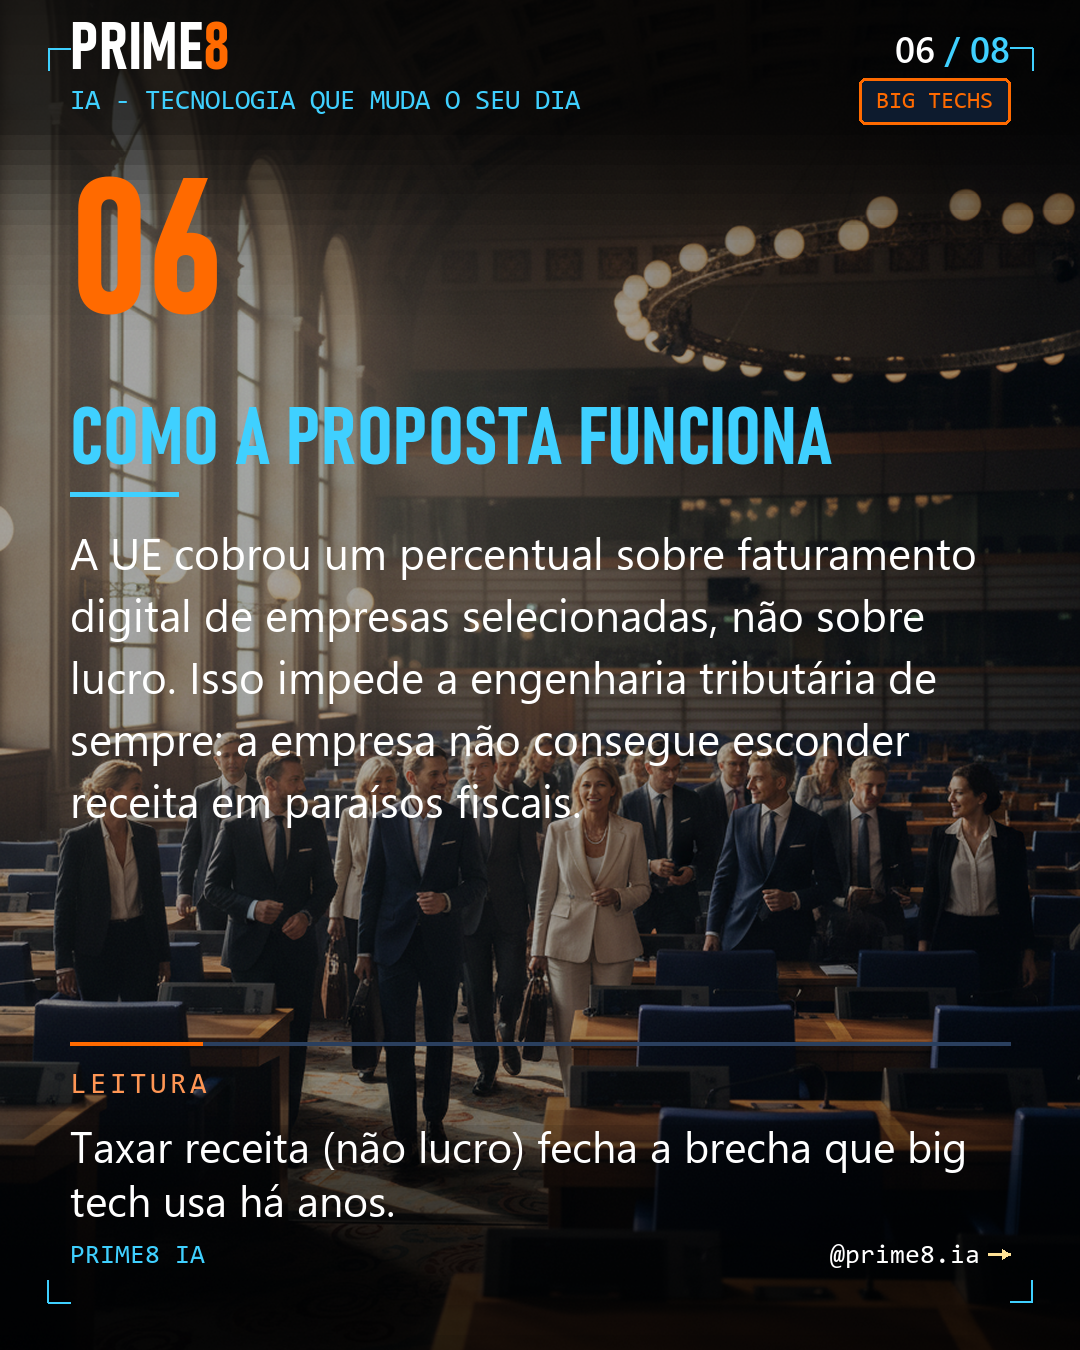 PRIME8
06 / 08
IA - TECNOLOGIA QUE MUDA O SEU DIA
BIG TECHS
06
COMO A PROPOSTA FUNCIONA
A UE cobrou um percentual sobre faturamento
digital de empresas selecionadas, não sobre
lucro. Isso impede a engenharia tributária de
sempre: a empresa não consegue esconder
receita em paraísos fiscais.
LEITURA
Taxar receita (não lucro) fecha a brecha que big
tech usa há anos.
PRIME8 IA
@prime8.ia